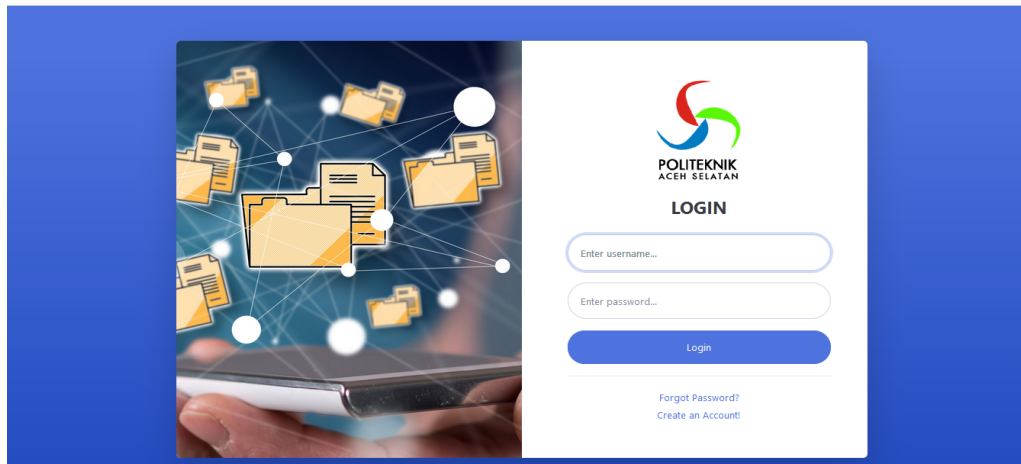 POLITEKNIK
ACEH SELATAN
LOGIN
Enter username...
Enter password...
Login
Forgot Password?
Create an Account!